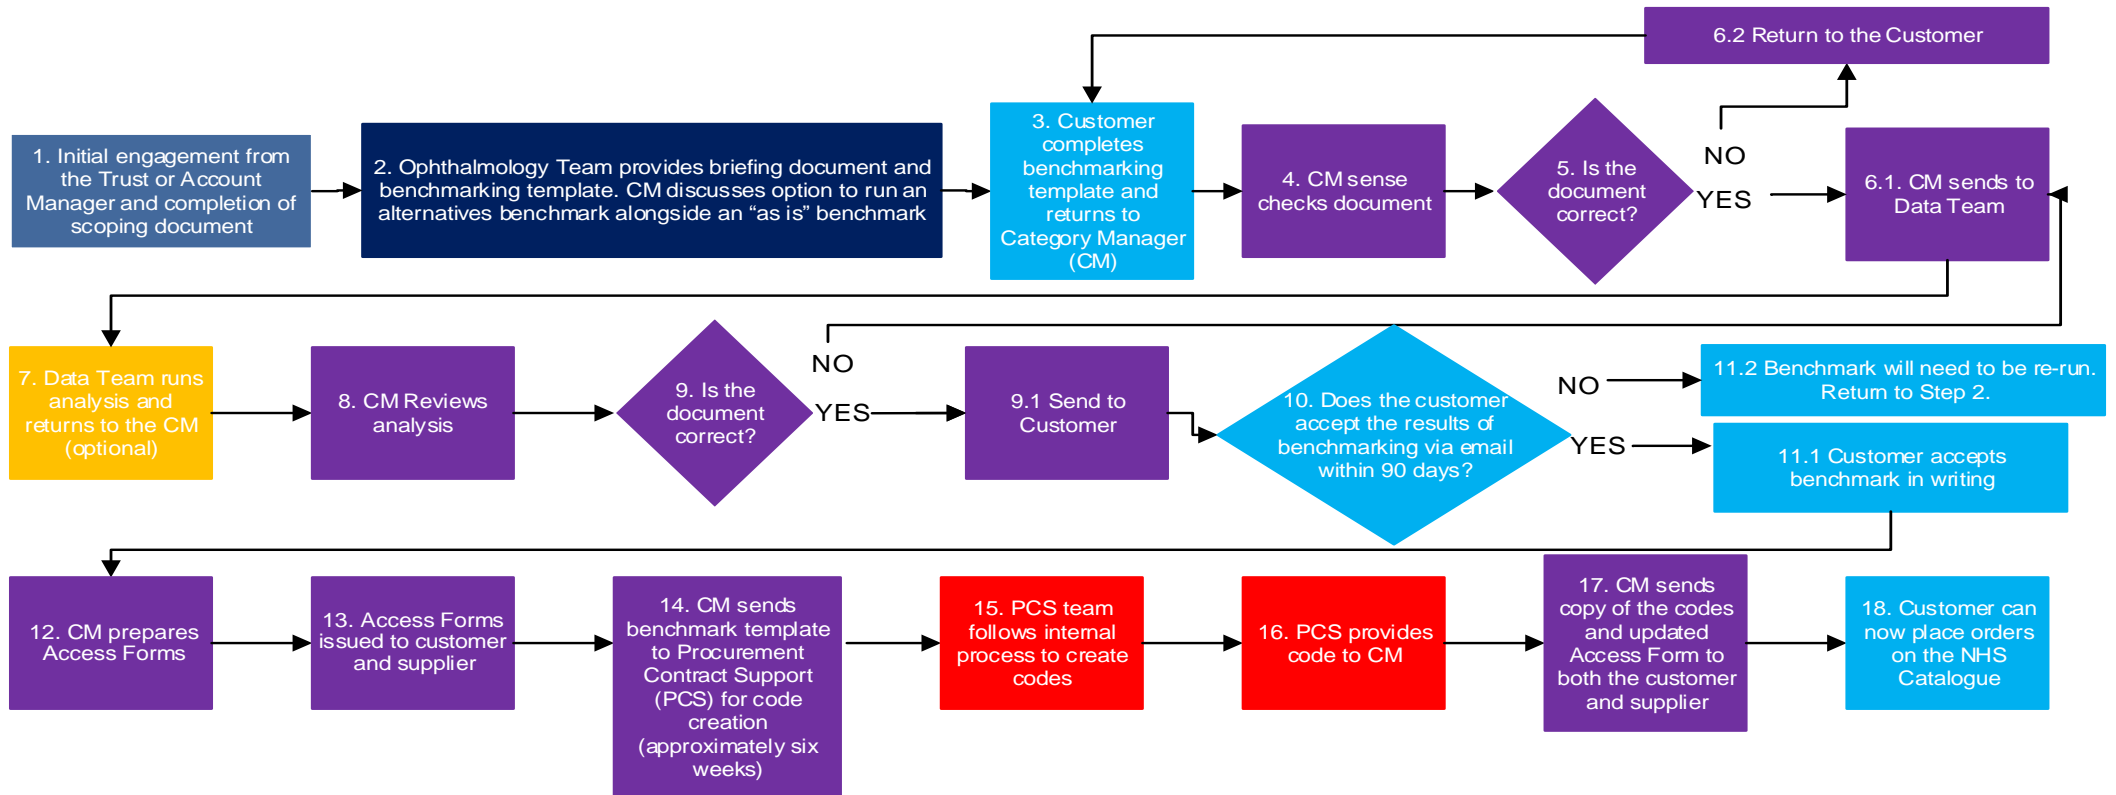 6.2 Return to the Customer
1. Initial engagement from
the Trust or Account
Manager and completion of
scoping document
2. Ophthalmology Team provides briefing document and
benchmarking template. CM discusses option to run an
alternatives benchmark alongside an “as is” benchmark
3. Customer
completes
benchmarking
template and
returns to
Category Manager
(CM)
4. CM sense
checks document
5. Is the
document
correct?
NO
YES
6.1. CM sends to
Data Team
7. Data Team runs
analysis and
returns to the CM
(optional)
8. CM Reviews
analysis
9. Is the
document
correct?
NO
YES
9.1 Send to
Customer
10. Does the customer
accept the results of
benchmarking via email
within 90 days?
NO
YES
11.2 Benchmark will need to be re-run.
Return to Step 2.
11.1 Customer accepts
benchmark in writing
12. CM prepares
Access Forms
13. Access Forms
issued to customer
and supplier
14. CM sends
benchmark template
to Procurement
Contract Support
(PCS) for code
creation
(approximately six
weeks)
15. PCS team
follows internal
process to create
codes
16. PCS provides
code to CM
17. CM sends
copy of the codes
and updated
Access Form to
both the customer
and supplier
18. Customer can
now place orders
on the NHS
Catalogue